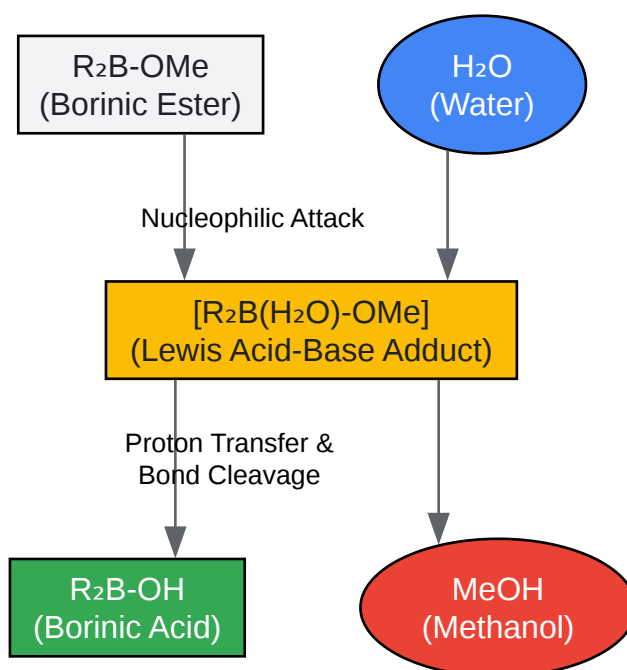 R₂B-OMe
(Borinic Ester)
H₂O
(Water)
Nucleophilic Attack
[R₂B(H₂O)-OMe]
(Lewis Acid-Base Adduct)
Proton Transfer &
Bond Cleavage
R₂B-OH
(Borinic Acid)
MeOH
(Methanol)